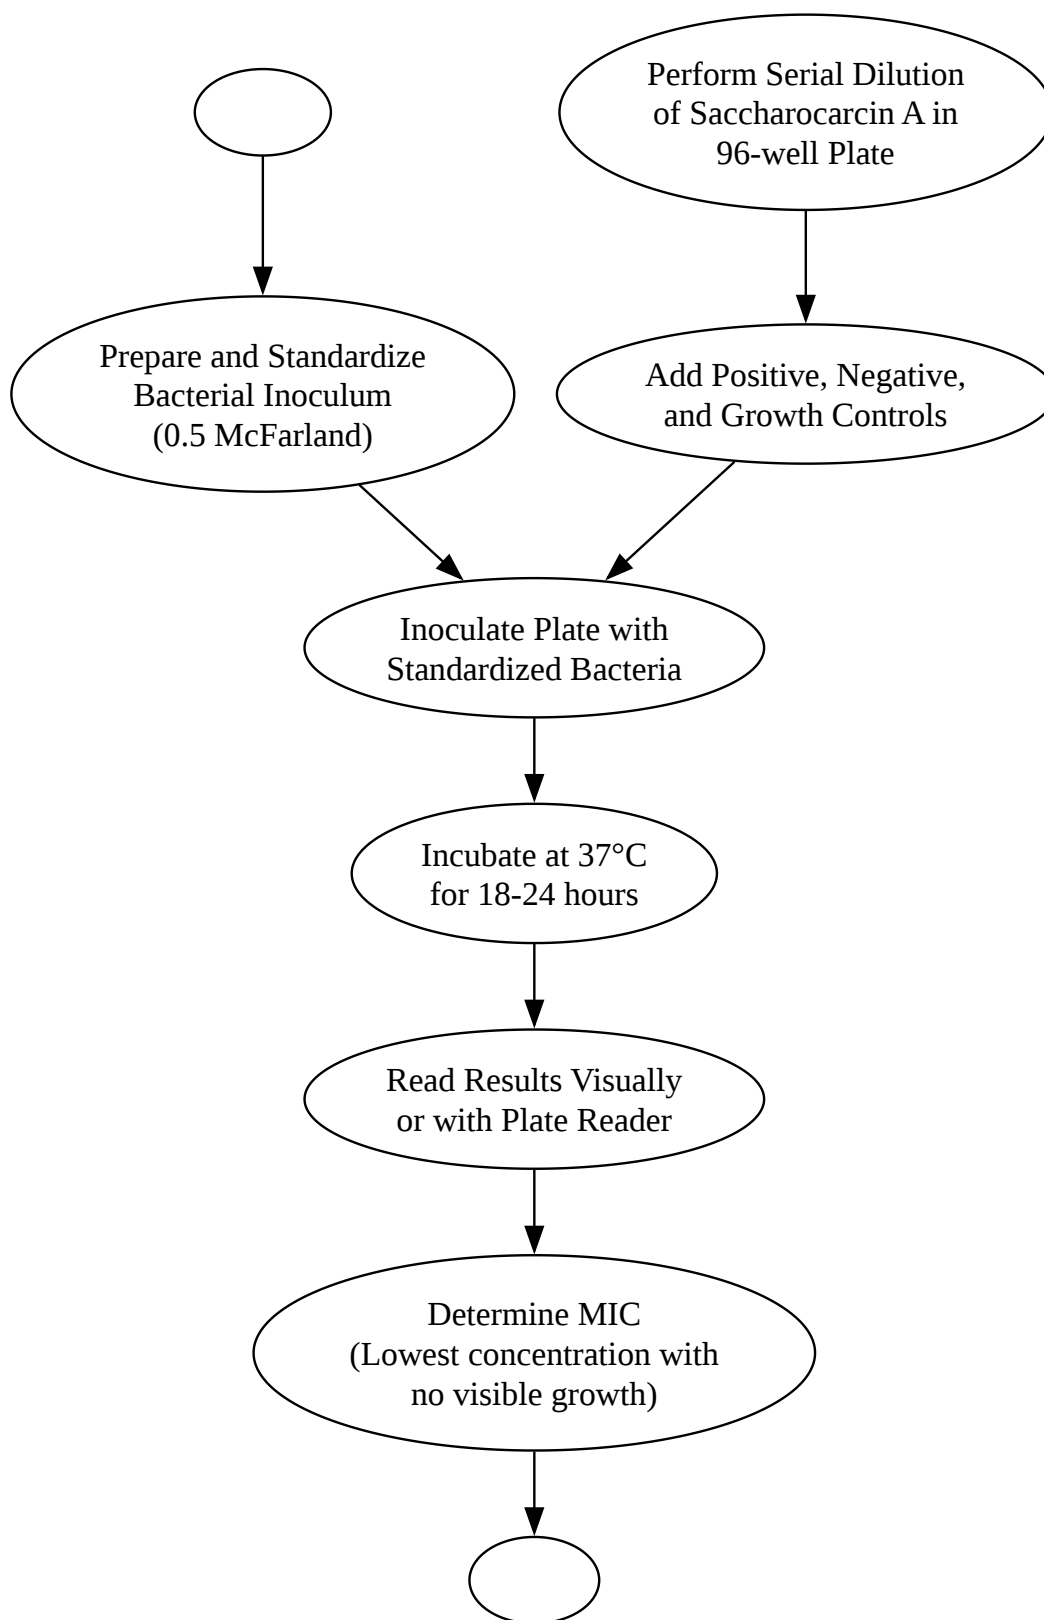 Perform Serial Dilution
of Saccharocarcin A in
96-well Plate
Prepare and Standardize
Bacterial Inoculum
(0.5 McFarland)
Add Positive, Negative,
and Growth Controls
Inoculate Plate with
Standardized Bacteria
Incubate at 37°C
for 18-24 hours
Read Results Visually
or with Plate Reader
Determine MIC
(Lowest concentration with
no visible growth)